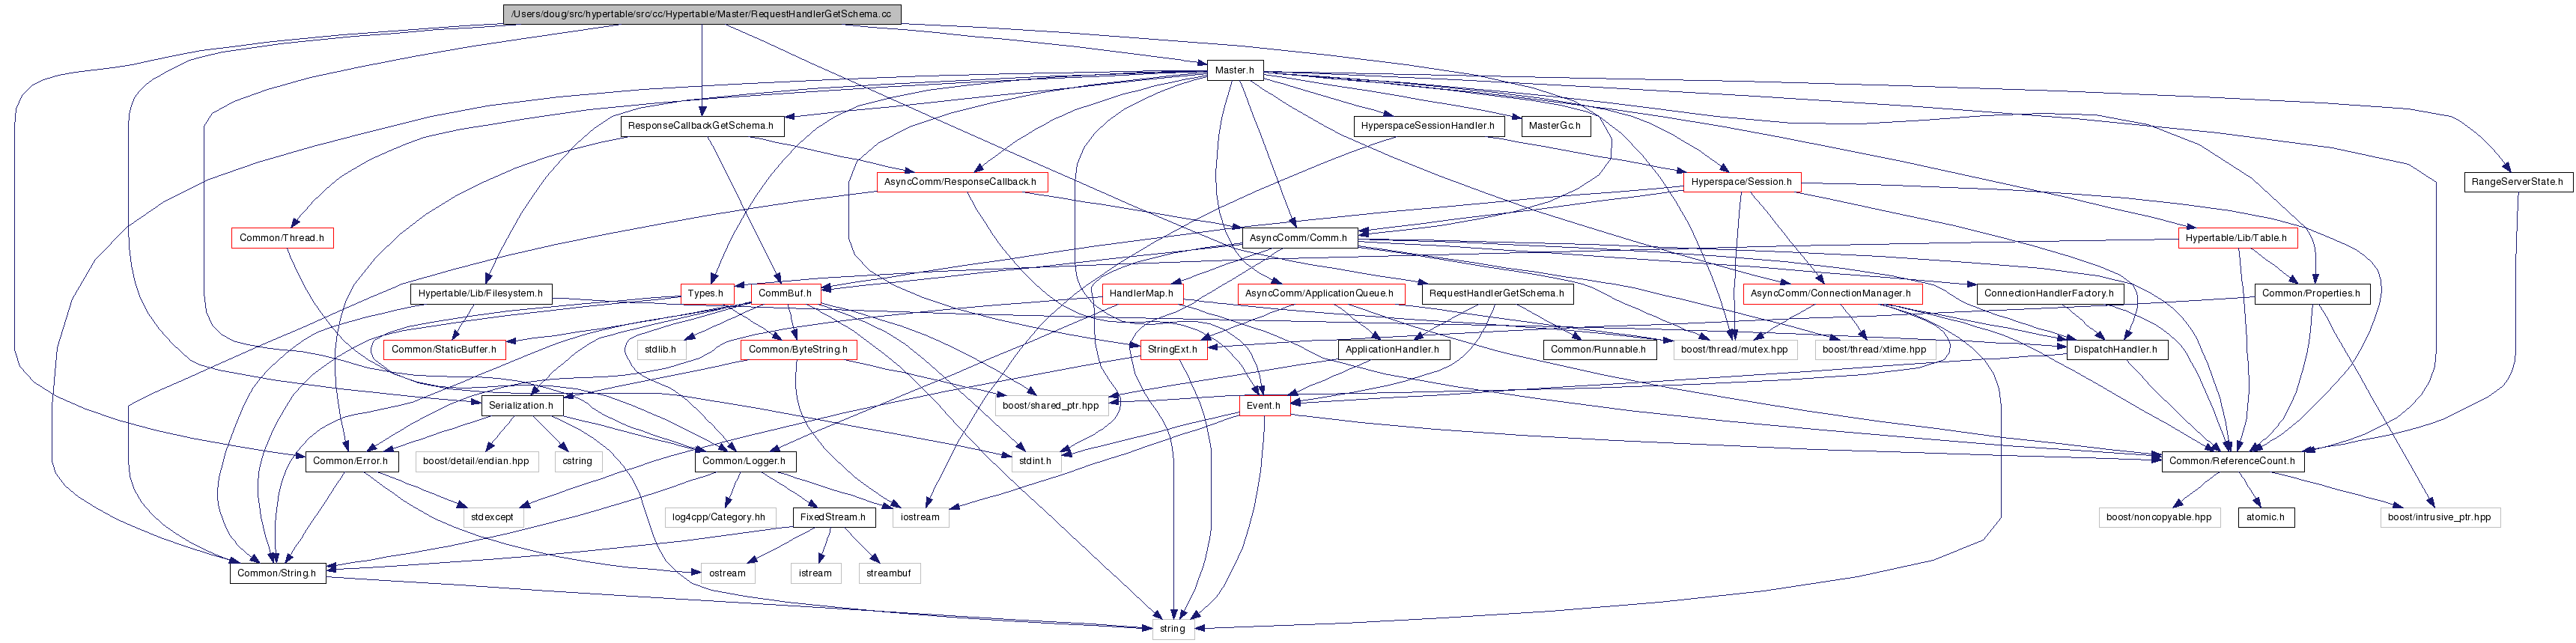 /Users/doug/src/hypertable/src/cc/Hypertable/Master/RequestHandlerGetSchema.cc
Master.h
ResponseCallbackGetSchema.h
HyperspaceSessionHandler.h
MasterGc.h
AsyncComm/ResponseCallback.h
Hyperspace/Session.h
RangeServerState.h
Common/Thread.h
AsyncComm/Comm.h
Hypertable/Lib/Table.h
Hypertable/Lib/Filesystem.h
Types.h
CommBuf.h
HandlerMap.h
AsyncComm/ApplicationQueue.h
RequestHandlerGetSchema.h
AsyncComm/ConnectionManager.h
ConnectionHandlerFactory.h
Common/Properties.h
Common/StaticBuffer.h
stdlib.h
Common/ByteString.h
StringExt.h
ApplicationHandler.h
Common/Runnable.h
boost/thread/mutex.hpp
boost/thread/xtime.hpp
DispatchHandler.h
Serialization.h
boost/shared_ptr.hpp
Event.h
Common/Error.h
boost/detail/endian.hpp
cstring
Common/Logger.h
stdint.h
Common/ReferenceCount.h
stdexcept
log4cpp/Category.hh
FixedStream.h
iostream
boost/noncopyable.hpp
atomic.h
boost/intrusive_ptr.hpp
Common/String.h
ostream
istream
streambuf
string